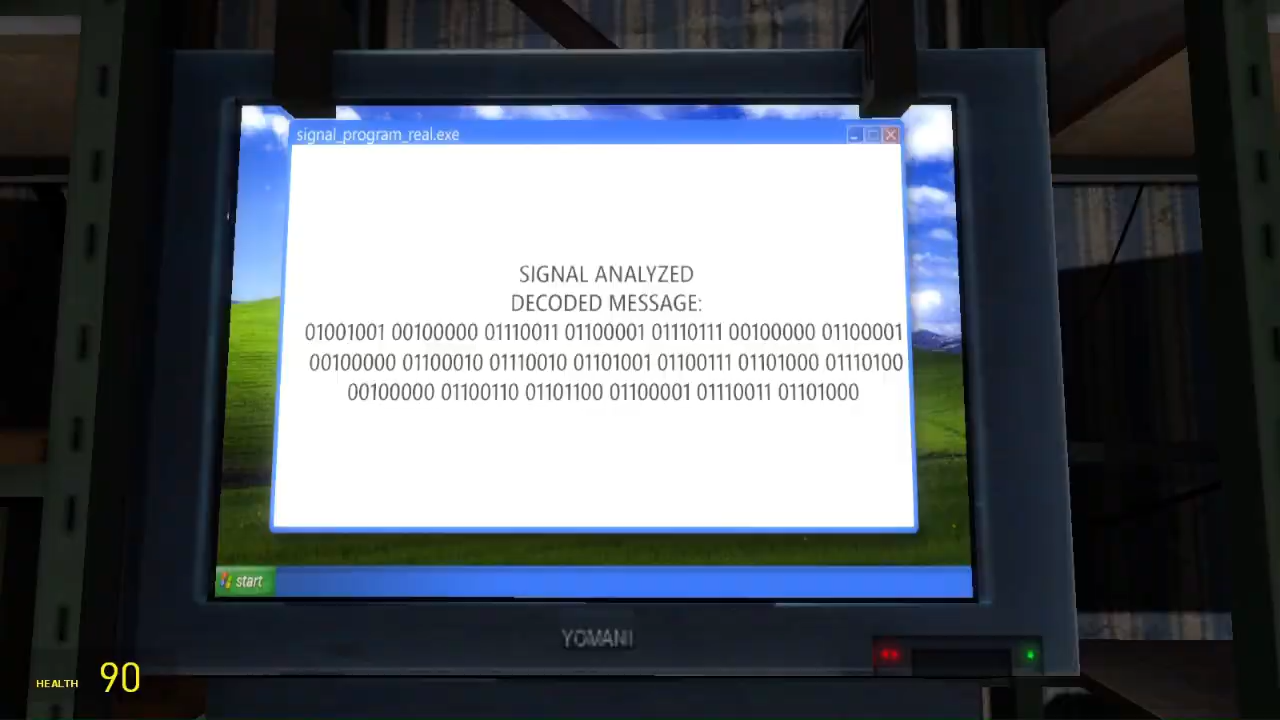 signal_program_real.exe
SIGNAL ANALYZED
DECODED MESSAGE:
01001001 00100000 01110011 01100001 01110111 00100000 01100001
00100000 01100010 01110010 01101001 01100111 01101000 01110100
00100000 01100110 01101100 01100001 01110011 01101000
start
YOMANI
HEALTH 90